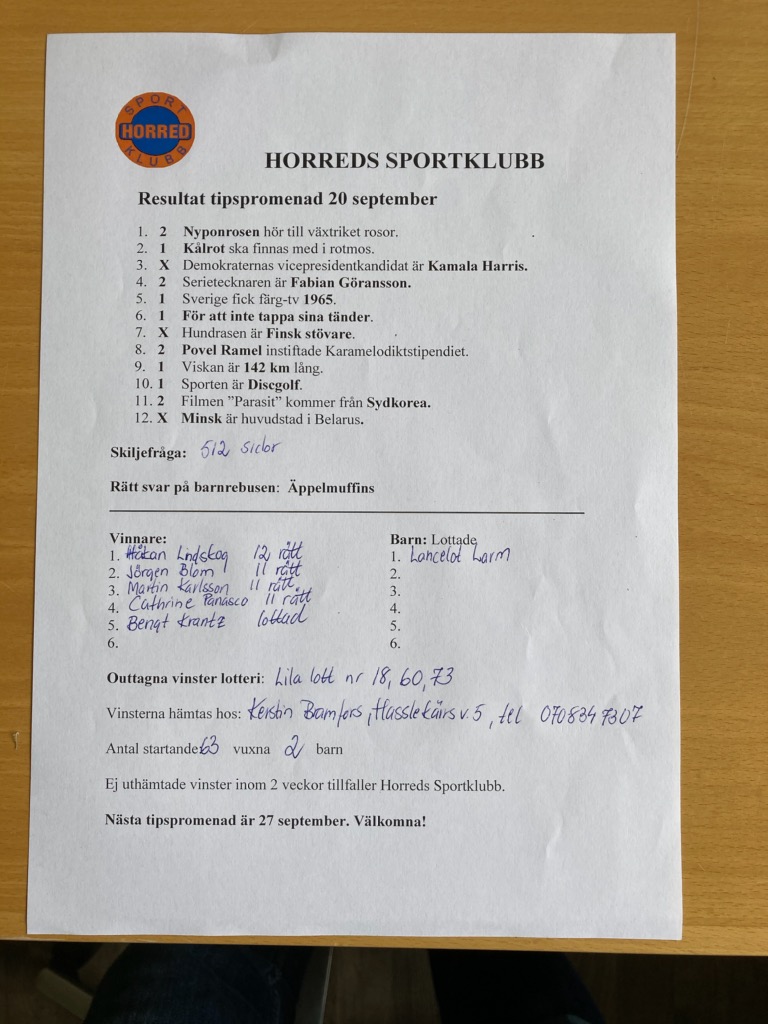 SPORT
HORRED
KLUBB
HORREDS SPORTKLUBB
Resultat tipspromenad 20 september
1. 2 Nyponrosen hör till växtriket rosor.
2. 1 Kålrot ska finnas med i rotmos.
3. X Demokraternas vicepresidentkandidat är Kamala Harris.
4. 2 Serietecknaren är Fabian Göransson.
5. 1 Sverige fick färg-tv 1965.
6. 1 För att inte tappa sina tänder.
7. X Hundrasen är Finsk stövare.
8. 2 Povel Ramel instiftade Karamelodiktstipendiet.
9. 1 Viskan är 142 km lång.
10. 1 Sporten är Discgolf.
11. 2 Filmen ”Parasit” kommer från Sydkorea.
12. X Minsk är huvudstad i Belarus.
Skiljefråga: 512 sidor
Rätt svar på barnrebusen: Äppelmuffins
Vinnare:
1. Håkan Lindskog 12 rätt
2. Jörgen Blom 11 rätt
3. Martin Karlsson 11 rätt
4. Cathrine Panasco 11 rätt
5. Bengt Krantz lottad
6.
Barn: Lottade
1. Lancelot Larm
2.
3.
4.
5.
6.
Outtagna vinster lotteri: Lila lott nr 18, 60, 73
Vinsterna hämtas hos: Kerstin Bramfors, Hasslekärrs v. 5, tel 0708347307
Antal startande 63 vuxna 2 barn
Ej uthämtade vinster inom 2 veckor tillfaller Horreds Sportklubb.
Nästa tipspromenad är 27 september. Välkomna!